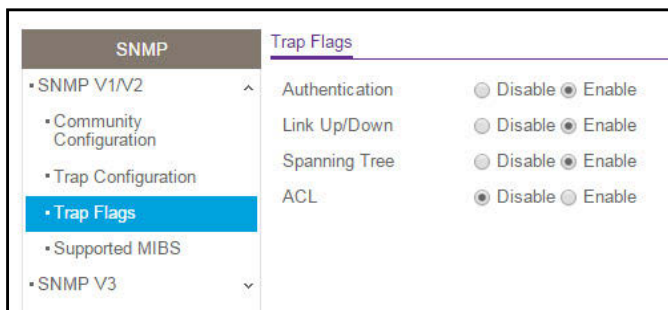 SNMP
▪ SNMP V1/V2
▪ Community
Configuration
▪ Trap Configuration
▪ Trap Flags
▪ Supported MIBS
▪ SNMP V3
Trap Flags
Authentication Disable Enable
Link Up/Down Disable Enable
Spanning Tree Disable Enable
ACL Disable Enable